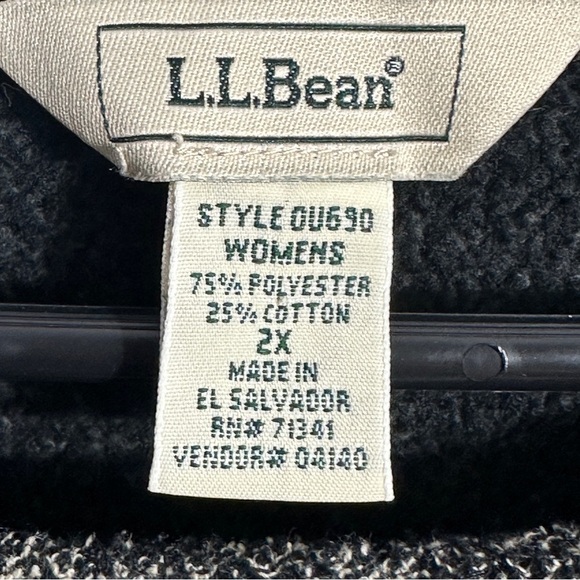 L.L.Bean®
STYLE 0U690
WOMENS
75% POLYESTER
25% COTTON
2X
MADE IN
EL SALVADOR
RN# 71341
VENDOR# 04140